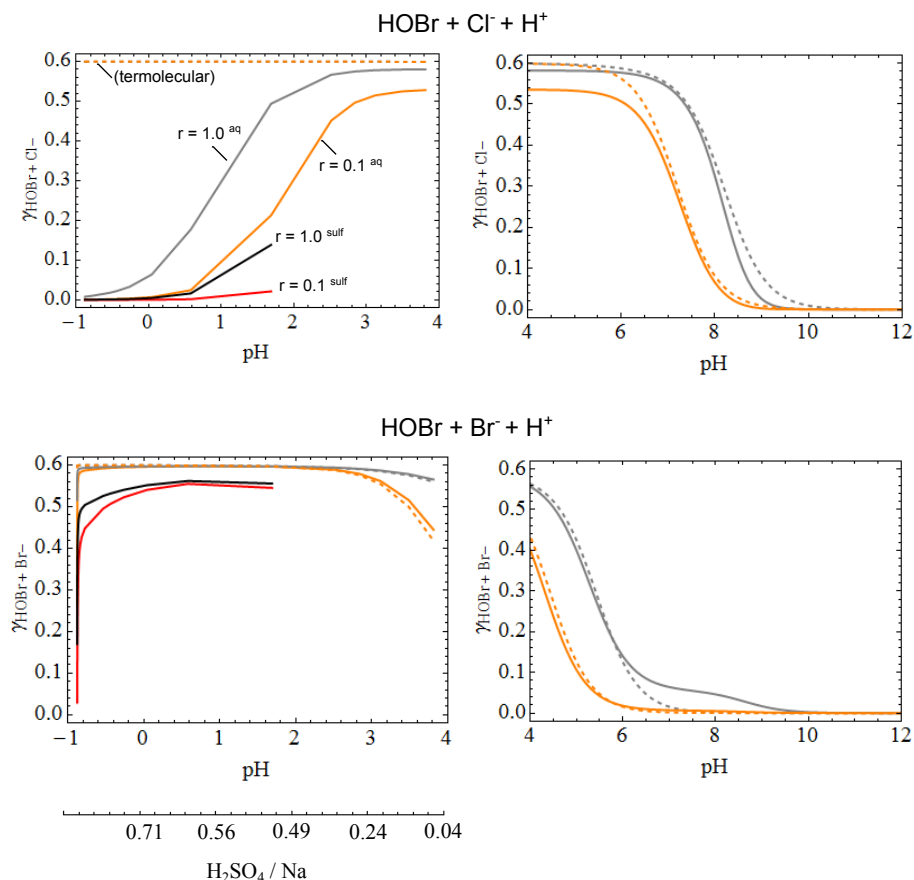 HOBr + Cl⁻ + H⁺
0.6
0.5
0.4
0.3
0.2
0.1
0.0
γHOBr + Cl−
(termolecular)
r = 1.0 aq
r = 0.1 aq
r = 1.0 sulf
r = 0.1 sulf
−1 0 1 2 3 4
pH
0.6
0.5
0.4
0.3
0.2
0.1
0.0
γHOBr + Cl−
4 6 8 10 12
pH
HOBr + Br⁻ + H⁺
0.6
0.5
0.4
0.3
0.2
0.1
0.0
γHOBr + Br−
−1 0 1 2 3 4
pH
0.6
0.5
0.4
0.3
0.2
0.1
0.0
γHOBr + Br−
4 6 8 10 12
pH
0.71 0.56 0.49 0.24 0.04
H₂SO₄ / Na